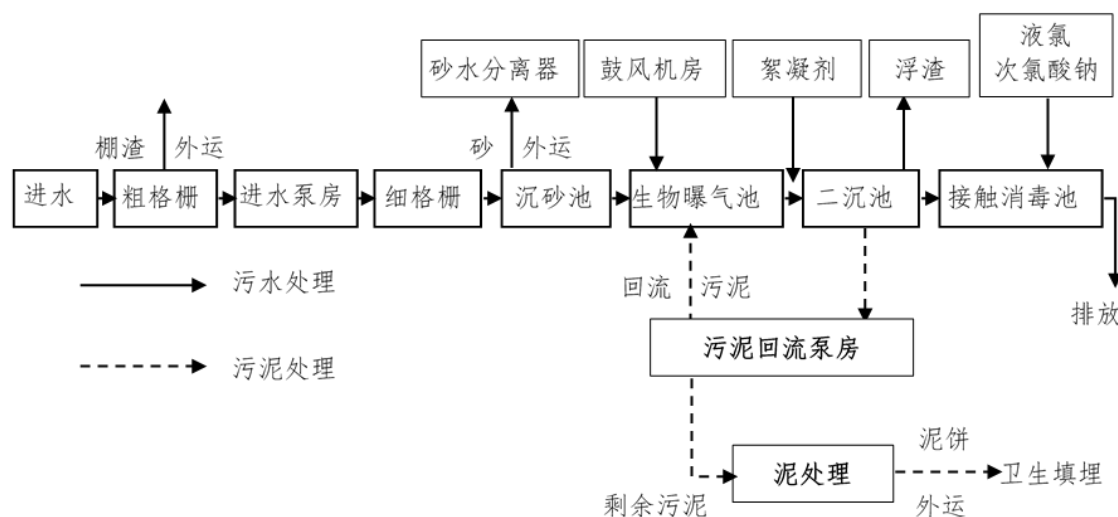 砂水分离器
鼓风机房
絮凝剂
浮渣
液氯
次氯酸钠
棚渣 外运
砂 外运
进水
粗格栅
进水泵房
细格栅
沉砂池
生物曝气池
二沉池
接触消毒池
污水处理
回流 污泥
排放
污泥回流泵房
污泥处理
泥处理
泥饼
外运
卫生填埋
剩余污泥